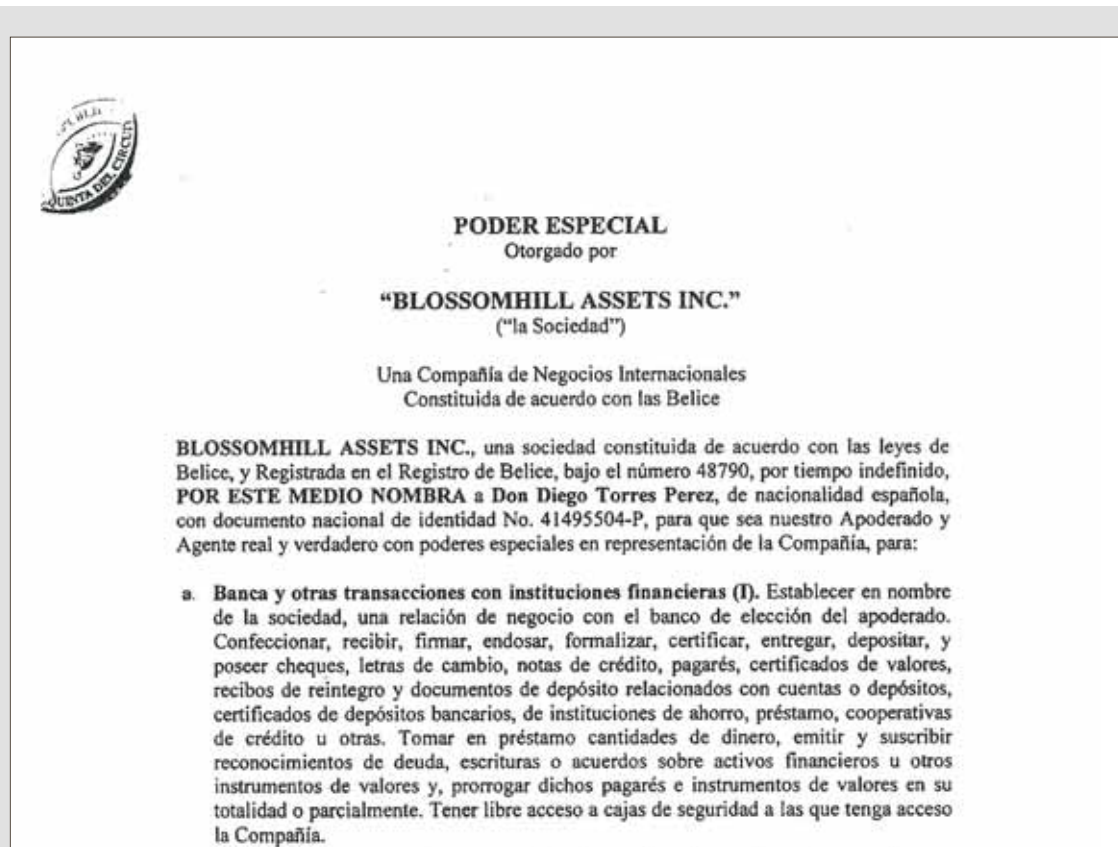 QUINTA DEL CIRCUIT
PODER ESPECIAL
Otorgado por
“BLOSSOMHILL ASSETS INC.”
(“la Sociedad”)
Una Compañía de Negocios Internacionales
Constituida de acuerdo con las Belice
BLOSSOMHILL ASSETS INC., una sociedad constituida de acuerdo con las leyes de
Belice, y Registrada en el Registro de Belice, bajo el número 48790, por tiempo indefinido,
POR ESTE MEDIO NOMBRA a Don Diego Torres Perez, de nacionalidad española,
con documento nacional de identidad No. 41495504-P, para que sea nuestro Apoderado y
Agente real y verdadero con poderes especiales en representación de la Compañía, para:
a. Banca y otras transacciones con instituciones financieras (I). Establecer en nombre
de la sociedad, una relación de negocio con el banco de elección del apoderado.
Confeccionar, recibir, firmar, endosar, formalizar, certificar, entregar, depositar, y
poseer cheques, letras de cambio, notas de crédito, pagarés, certificados de valores,
recibos de reintegro y documentos de depósito relacionados con cuentas o depósitos,
certificados de depósitos bancarios, de instituciones de ahorro, préstamo, cooperativas
de crédito u otras. Tomar en préstamo cantidades de dinero, emitir y suscribir
reconocimientos de deuda, escrituras o acuerdos sobre activos financieros u otros
instrumentos de valores y, prorrogar dichos pagarés e instrumentos de valores en su
totalidad o parcialmente. Tener libre acceso a cajas de seguridad a las que tenga acceso
la Compañía.